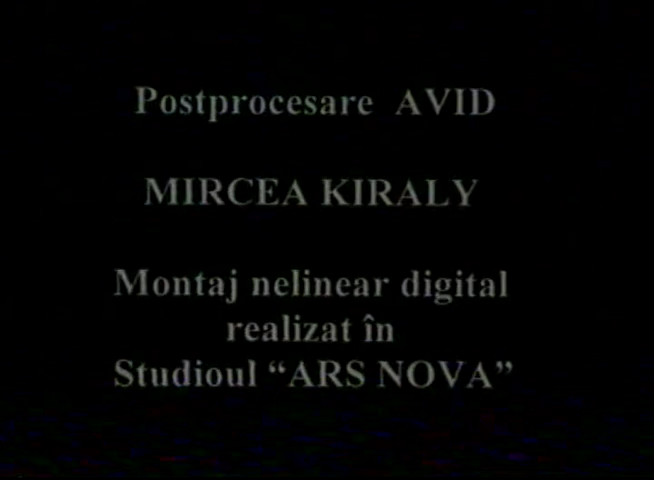 Postprocesare AVID
MIRCEA KIRALY
Montaj nelinear digital
realizat în
Studioul “ARS NOVA”